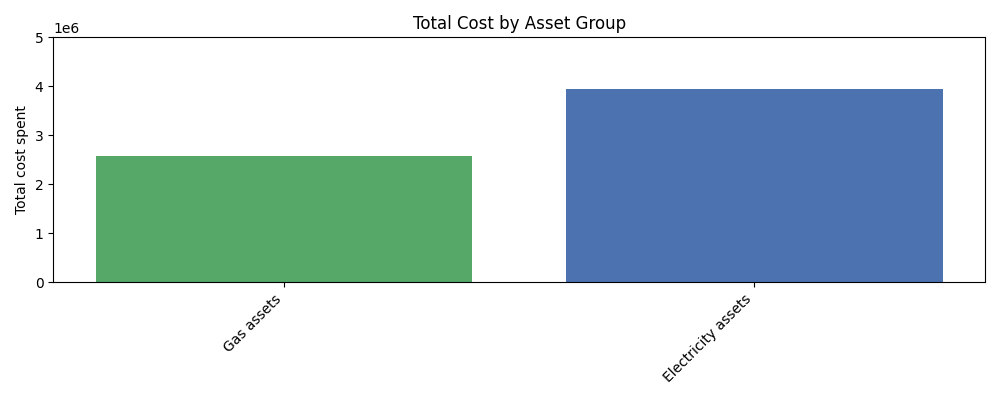 Total Cost by Asset Group
1e6
5
4
3
2
1
0
Total cost spent
Gas assets
Electricity assets